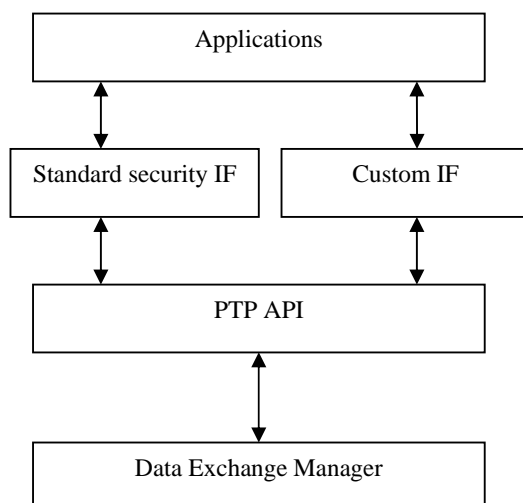 Applications
Standard security IF
Custom IF
PTP API
Data Exchange Manager